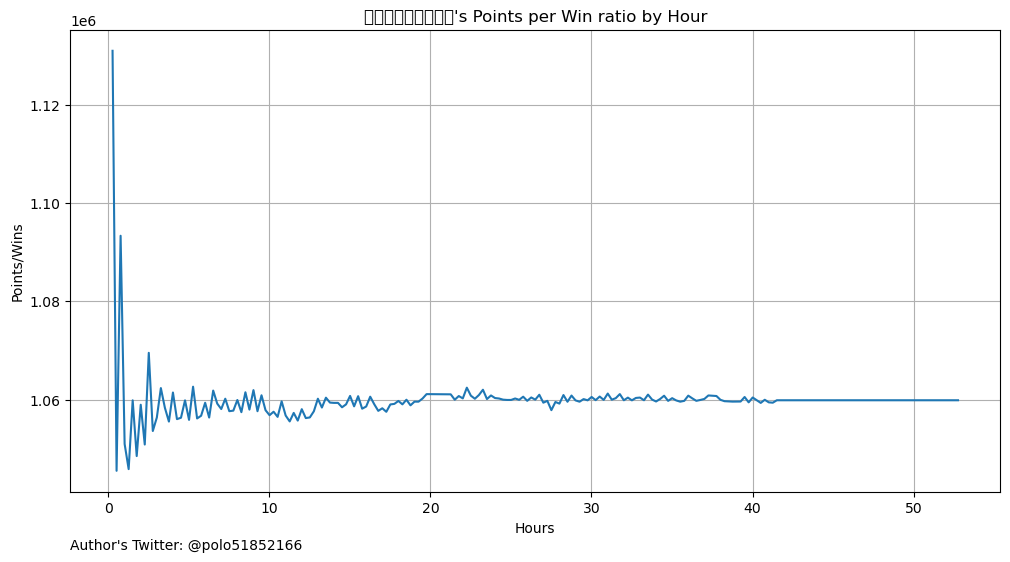 's Points per Win ratio by Hour
1e6
1.12
1.10
1.08
1.06
Points/Wins
0
10
20
30
40
50
Hours
Author's Twitter: @polo51852166